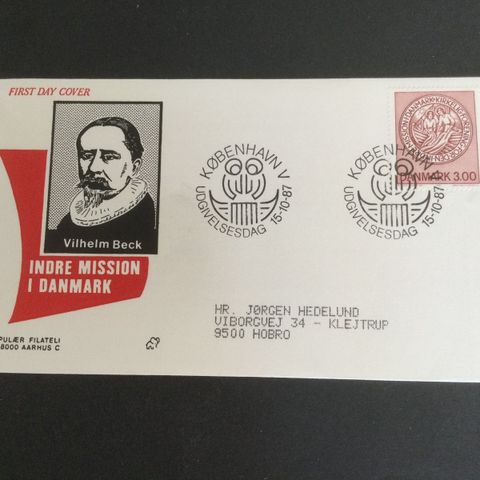 FIRST DAY COVER
Vilhelm Beck
INDRE MISSION
I DANMARK
PULÆR FILATELI
8000 AARHUS C
KØBENHAVN V
UDGIVELSESDAG 15-10-87
KØBENHAVN V
UDGIVELSESDAG 15-10-87
DANMARK 3.00
HR. JØRGEN HEDELUND
VIBORGVEJ 34 - KLEJTRUP
9500 HOBRO